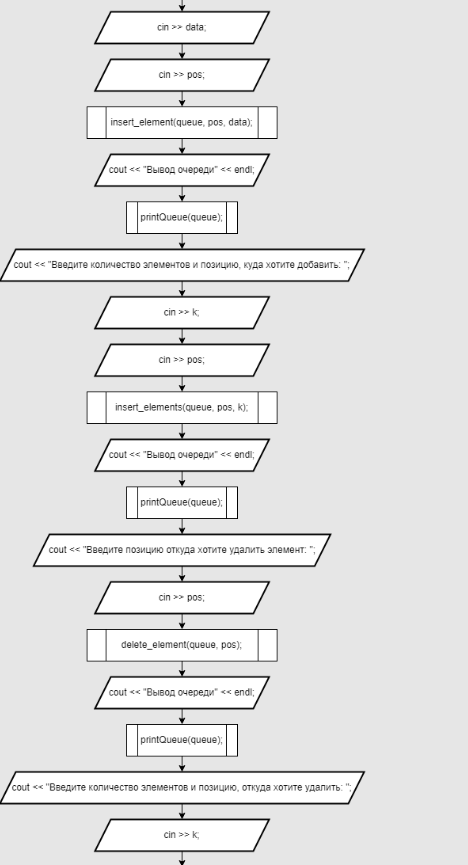 cin >> data;
cin >> pos;
insert_element(queue, pos, data);
cout << "Вывод очереди" << endl;
printQueue(queue);
cout << "Введите количество элементов и позицию, куда хотите добавить: ";
cin >> k;
cin >> pos;
insert_elements(queue, pos, k);
cout << "Вывод очереди" << endl;
printQueue(queue);
cout << "Введите позицию откуда хотите удалить элемент: ";
cin >> pos;
delete_element(queue, pos);
cout << "Вывод очереди" << endl;
printQueue(queue);
cout << "Введите количество элементов и позицию, откуда хотите удалить: ";
cin >> k;